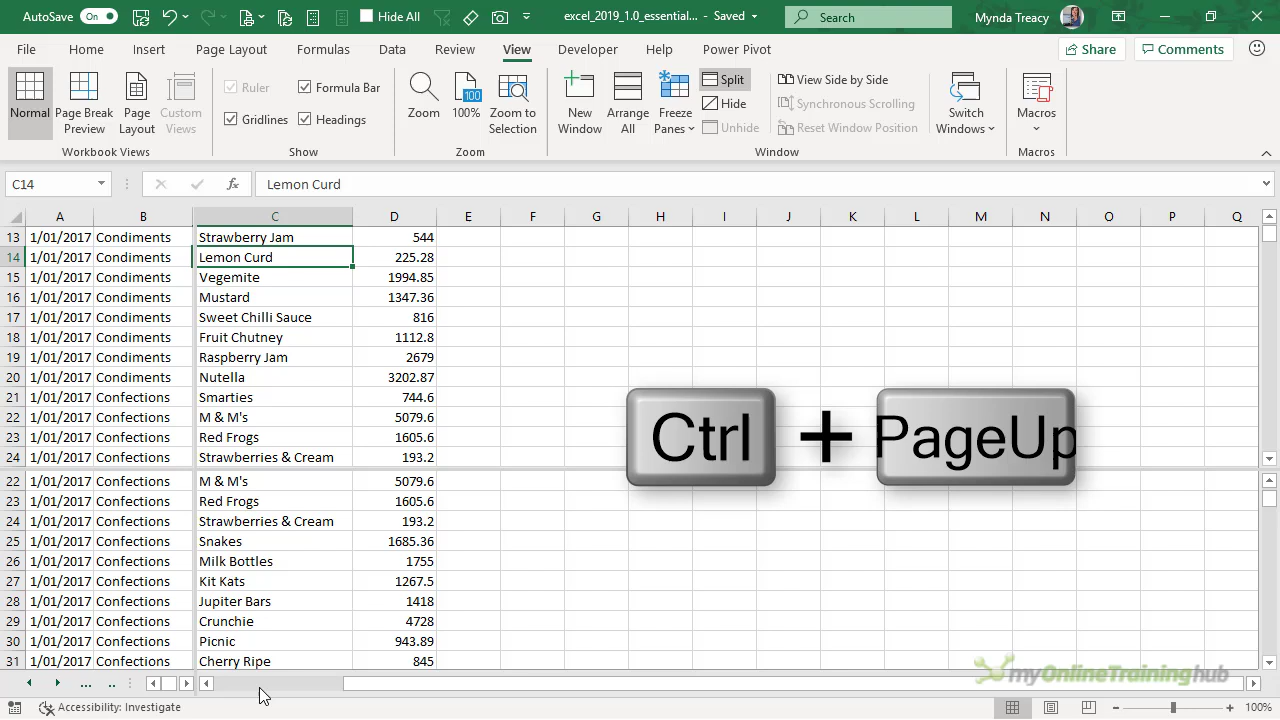 AutoSave On Hide All excel_2019_1.0_essential... - Saved Search Mynda Treacy
File Home Insert Page Layout Formulas Data Review View Developer Help Power Pivot Share Comments
Normal
Page Break Preview
Page Layout
Custom Views
Workbook Views
Ruler
Formula Bar
Gridlines
Headings
Show
Zoom
100
100%
Zoom to Selection
Zoom
New Window
Arrange All
Freeze Panes
Split
Hide
Unhide
View Side by Side
Synchronous Scrolling
Reset Window Position
Window
Switch Windows
Macros
Macros
C14 fx Lemon Curd
A B C D E F G H I J K L M N O P Q
13 1/01/2017 Condiments Strawberry Jam 544
14 1/01/2017 Condiments Lemon Curd 225.28
15 1/01/2017 Condiments Vegemite 1994.85
16 1/01/2017 Condiments Mustard 1347.36
17 1/01/2017 Condiments Sweet Chilli Sauce 816
18 1/01/2017 Condiments Fruit Chutney 1112.8
19 1/01/2017 Condiments Raspberry Jam 2679
20 1/01/2017 Condiments Nutella 3202.87
21 1/01/2017 Confections Smarties 744.6
22 1/01/2017 Confections M & M's 5079.6
23 1/01/2017 Confections Red Frogs 1605.6
24 1/01/2017 Confections Strawberries & Cream 193.2
Ctrl + PageUp
22 1/01/2017 Confections M & M's 5079.6
23 1/01/2017 Confections Red Frogs 1605.6
24 1/01/2017 Confections Strawberries & Cream 193.2
25 1/01/2017 Confections Snakes 1685.36
26 1/01/2017 Confections Milk Bottles 1755
27 1/01/2017 Confections Kit Kats 1267.5
28 1/01/2017 Confections Jupiter Bars 1418
29 1/01/2017 Confections Crunchie 4728
30 1/01/2017 Confections Picnic 943.89
31 1/01/2017 Confections Cherry Ripe 845
myOnlineTraininghub
... ..
Accessibility: Investigate 100%